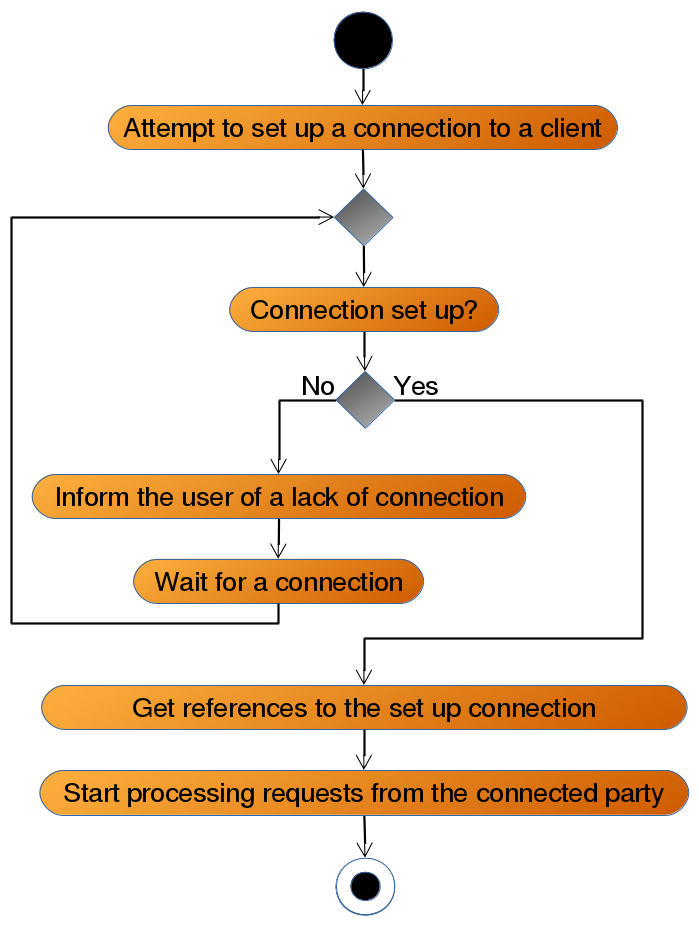 Attempt to set up a connection to a client
Connection set up?
No
Yes
Inform the user of a lack of connection
Wait for a connection
Get references to the set up connection
Start processing requests from the connected party